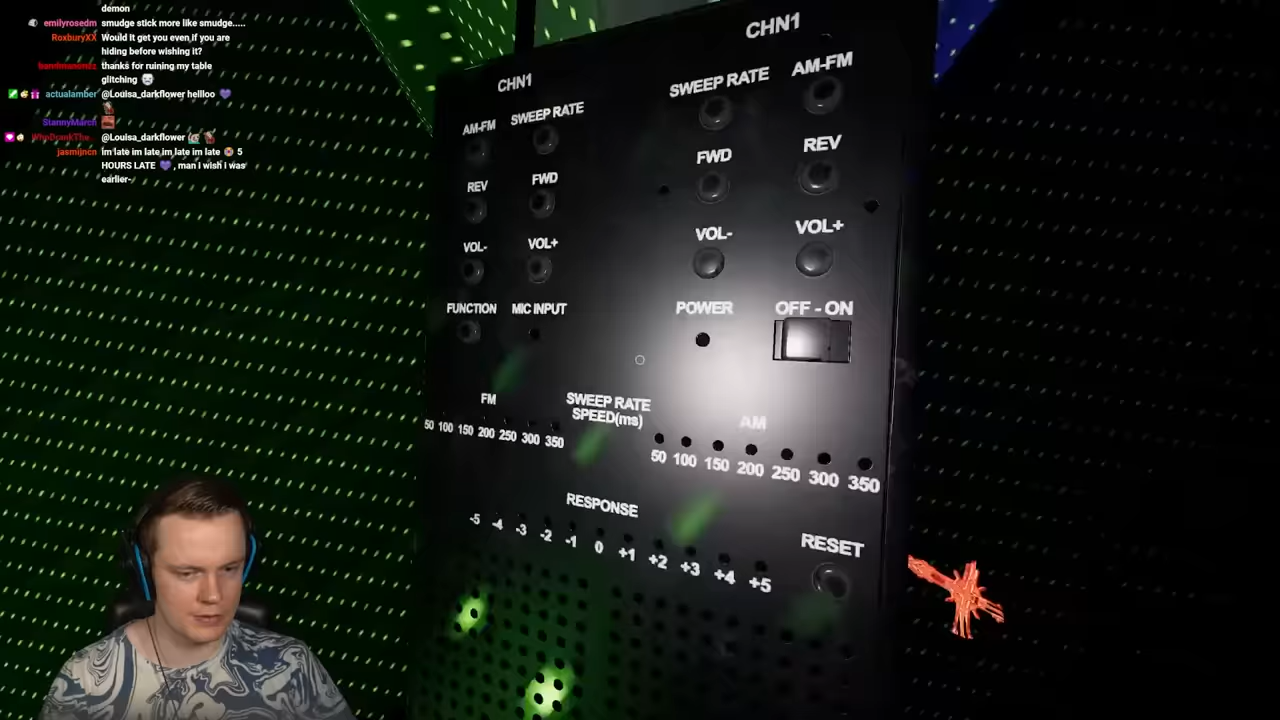 demon
emilyrosedm smudge stick more like smudge.....
RoxburyXX Would it get you even if you are
hiding before wishing it?
thanks for ruining my table
glitching
actualamber @Louisa_darkflower hellloo
StannyMarch
@Louisa_darkflower
jasmijncn im late im late im late im late 5
HOURS LATE , man I wish i was
earlier-
CHN1
CHN1
AM-FM SWEEP RATE
SWEEP RATE AM-FM
REV FWD
FWD REV
VOL- VOL+
VOL- VOL+
FUNCTION MIC INPUT
POWER OFF - ON
FM
SWEEP RATE
SPEED(ms)
AM
50 100 150 200 250 300 350
50 100 150 200 250 300 350
RESPONSE
-5 -4 -3 -2 -1 0 +1 +2 +3 +4 +5
RESET